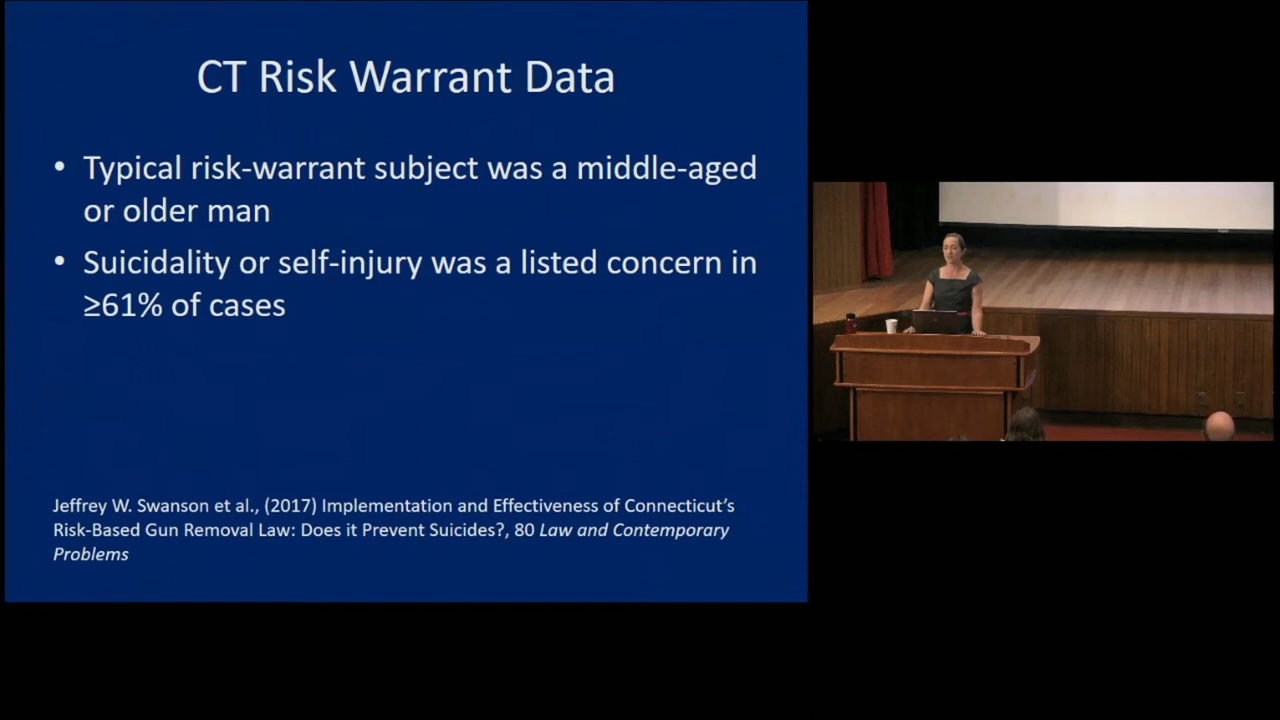 CT Risk Warrant Data
• Typical risk-warrant subject was a middle-aged
or older man
• Suicidality or self-injury was a listed concern in
≥61% of cases
Jeffrey W. Swanson et al., (2017) Implementation and Effectiveness of Connecticut’s
Risk-Based Gun Removal Law: Does it Prevent Suicides?, 80 Law and Contemporary
Problems